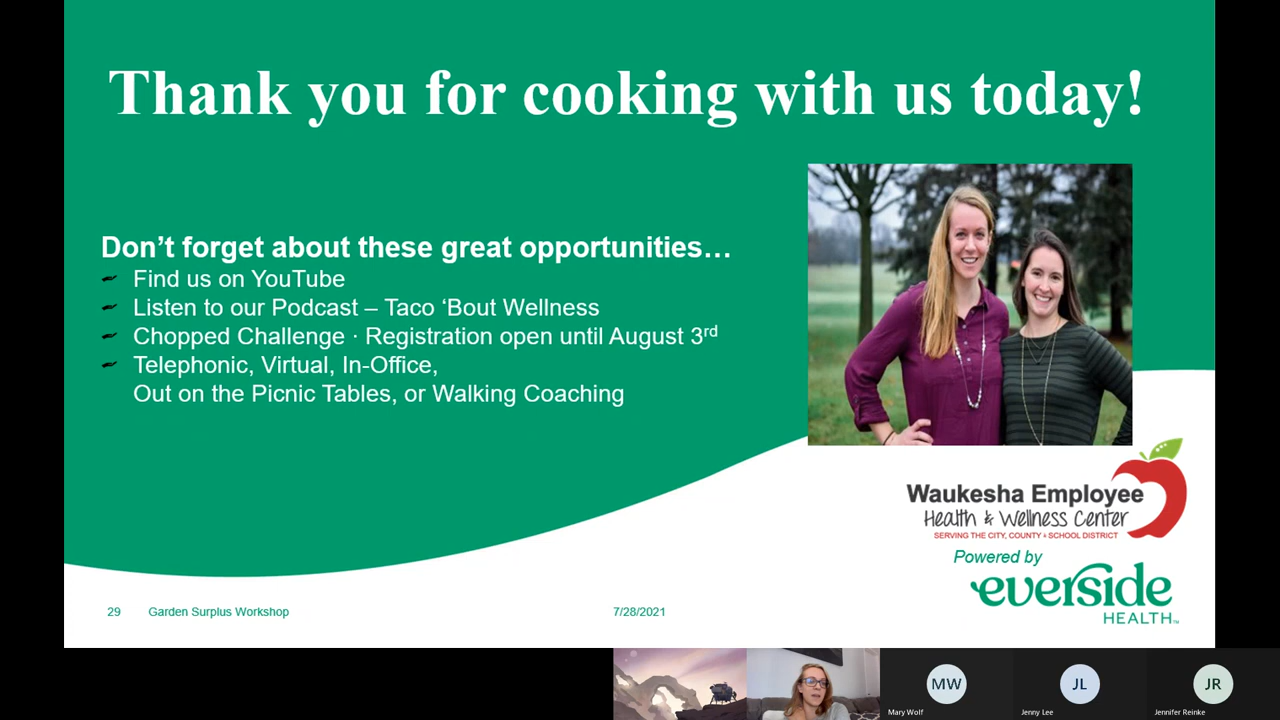 Thank you for cooking with us today!
Don’t forget about these great opportunities…
Find us on YouTube
Listen to our Podcast – Taco ‘Bout Wellness
Chopped Challenge · Registration open until August 3rd
Telephonic, Virtual, In-Office,
Out on the Picnic Tables, or Walking Coaching
Waukesha Employee
Health & Wellness Center
SERVING THE CITY, COUNTY & SCHOOL DISTRICT
Powered by
everside
HEALTH™
29 Garden Surplus Workshop 7/28/2021
MW JL JR
Mary Wolf Jenny Lee Jennifer Reinke